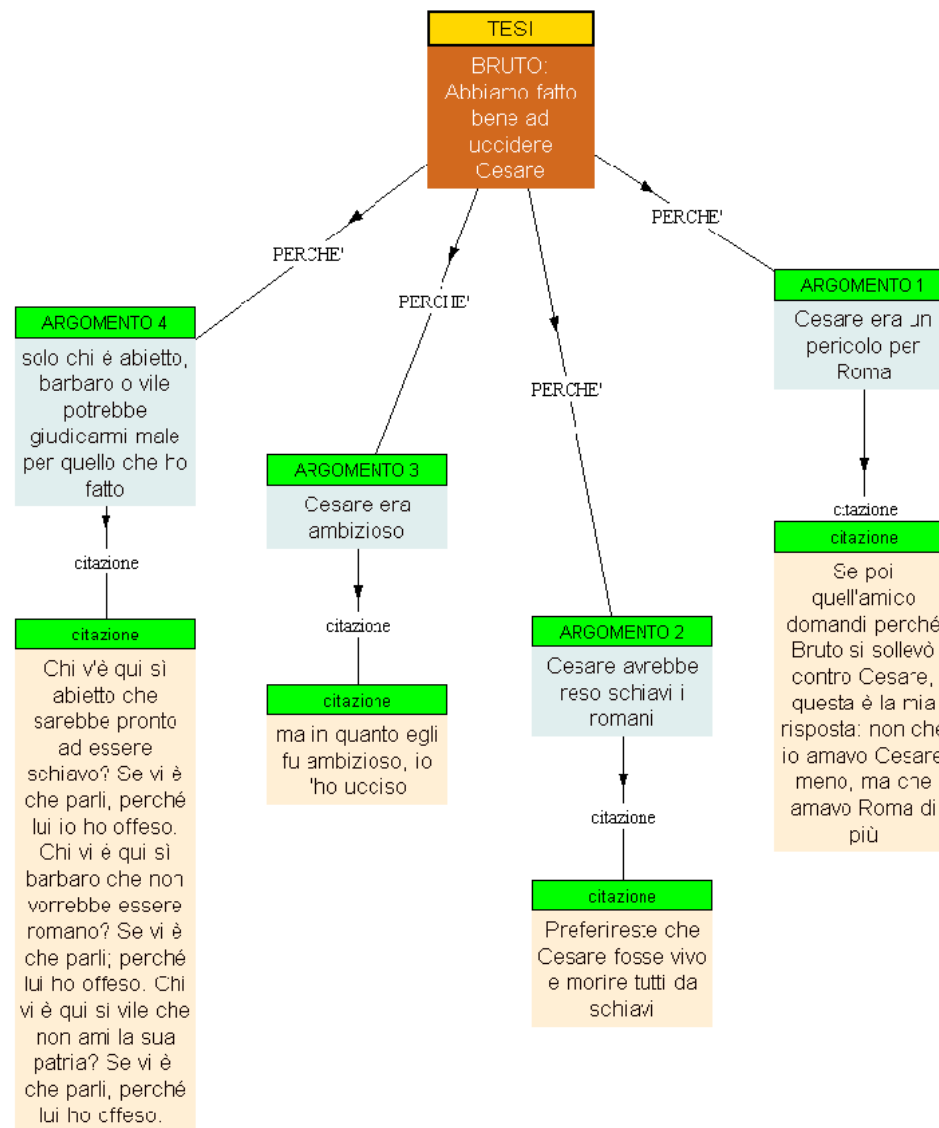 TESI
BRUTO:
Abbiamo fatto
bene ad
uccidere
Cesare
PERCHE'
ARGOMENTO 4
solo chi è abietto,
barbaro o vile
potrebbe
giudicarmi male
per quello che ho
fatto
citazione
citazione
Chi v'è qui sì
abietto che
sarebbe pronto
ad essere
schiavo? Se vi è
che parli, perché
lui io ho offeso.
Chi vi è qui sì
barbaro che non
vorrebbe essere
romano? Se vi è
che parli; perché
lui ho offeso. Chi
vi è qui sì vile che
non ami la sua
patria? Se vi è
che parli, perché
lui ho offeso.
PERCHE'
ARGOMENTO 3
Cesare era
ambizioso
citazione
citazione
ma in quanto egli
fu ambizioso, io
'ho ucciso
PERCHE'
ARGOMENTO 2
Cesare avrebbe
reso schiavi i
romani
citazione
citazione
Preferireste che
Cesare fosse vivo
e morire tutti da
schiavi
PERCHE'
ARGOMENTO 1
Cesare era un
pericolo per
Roma
citazione
citazione
Se poi
quell'amico
domandi perché
Bruto si sollevò
contro Cesare,
questa è la mia
risposta: non che
io amavo Cesare
meno, ma che
amavo Roma di
più